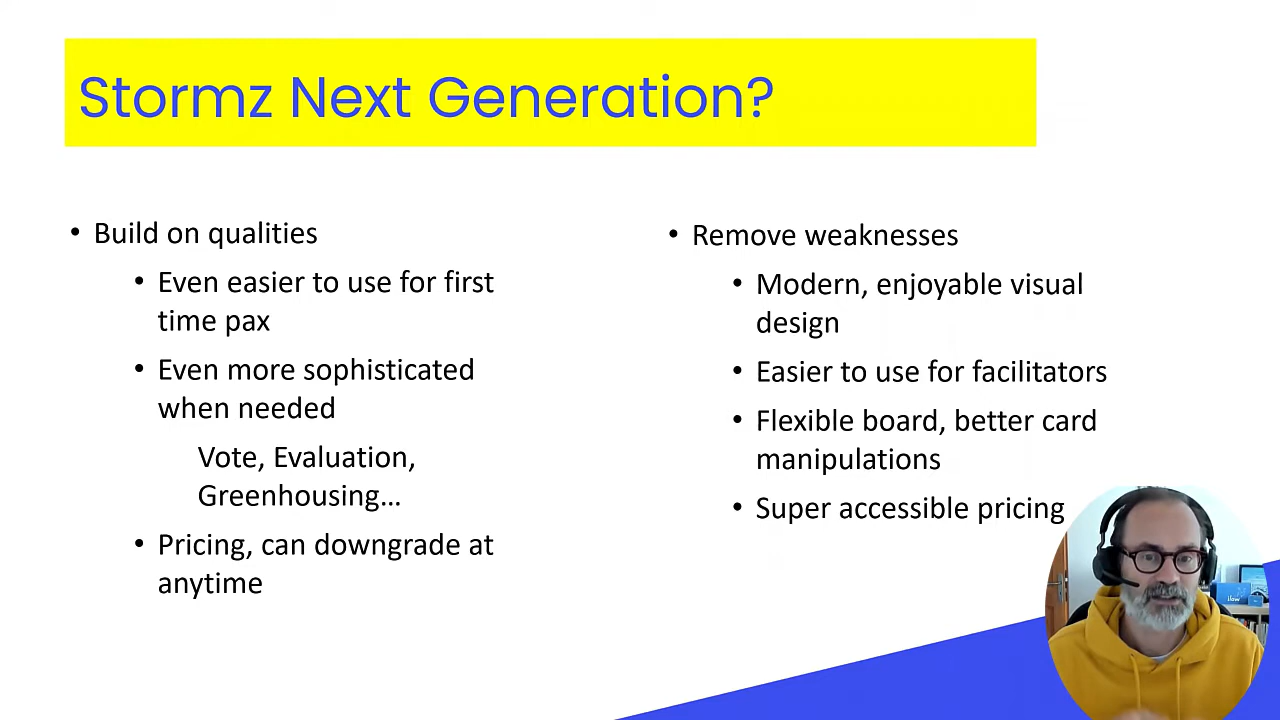 Stormz Next Generation?
• Build on qualities
• Even easier to use for first
time pax
• Even more sophisticated
when needed
Vote, Evaluation,
Greenhousing…
• Pricing, can downgrade at
anytime
• Remove weaknesses
• Modern, enjoyable visual
design
• Easier to use for facilitators
• Flexible board, better card
manipulations
• Super accessible pricing